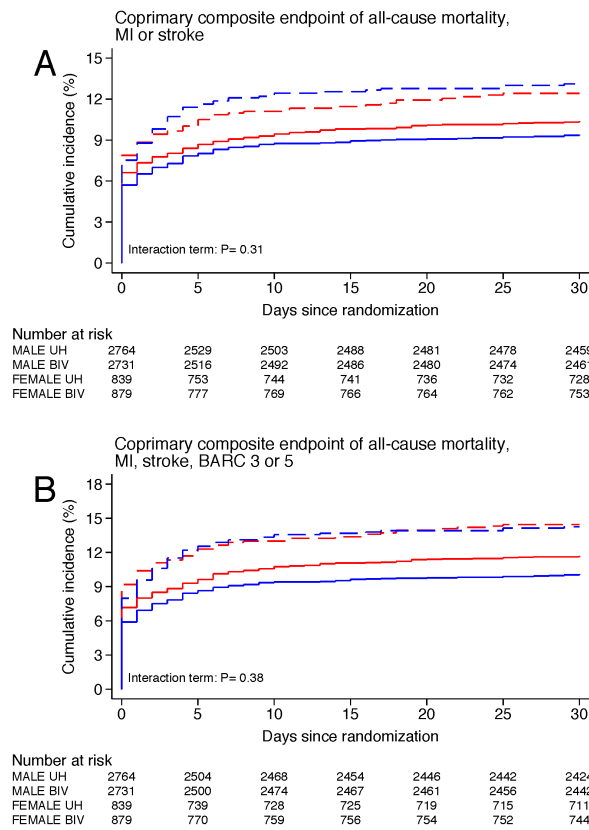 Coprimary composite endpoint of all-cause mortality,
MI or stroke
A
Cumulative incidence (%)
15
12
9
6
3
0
Interaction term: P= 0.31
0 5 10 15 20 25 30
Days since randomization
Number at risk
MALE UH 2764 2529 2503 2488 2481 2478 2459
MALE BIV 2731 2516 2492 2486 2480 2474 2461
FEMALE UH 839 753 744 741 736 732 728
FEMALE BIV 879 777 769 766 764 762 753
Coprimary composite endpoint of all-cause mortality,
MI, stroke, BARC 3 or 5
B
Cumulative incidence (%)
18
15
12
9
6
3
0
Interaction term: P= 0.38
0 5 10 15 20 25 30
Days since randomization
Number at risk
MALE UH 2764 2504 2468 2454 2446 2442 2424
MALE BIV 2731 2500 2474 2467 2461 2456 2442
FEMALE UH 839 739 728 725 719 715 711
FEMALE BIV 879 770 759 756 754 752 744